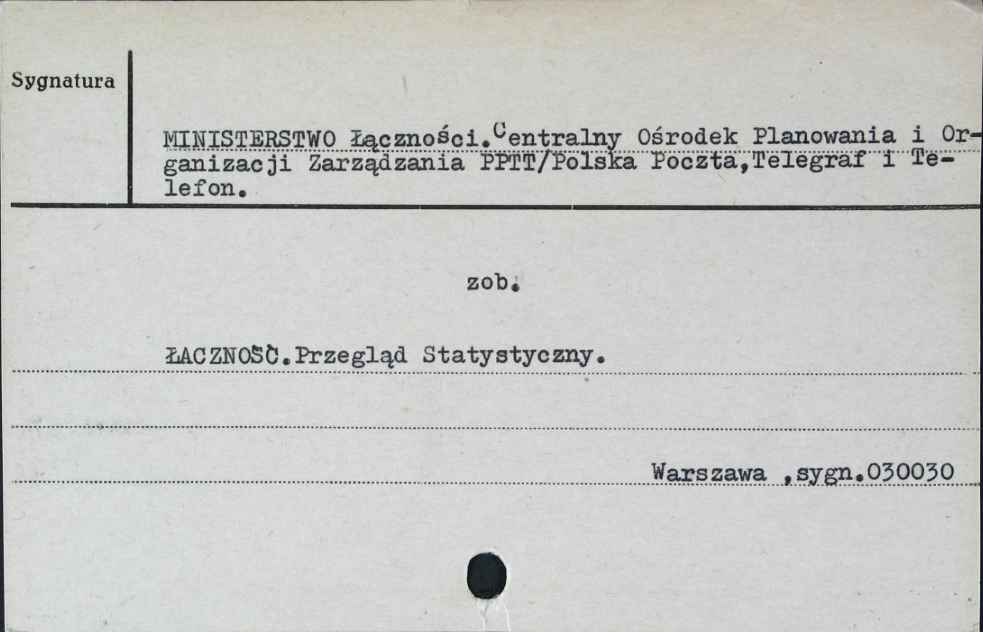 Sygnatura
MINISTERSTWO Łączności.Centralny Ośrodek Planowania i Or-
ganizacji Zarządzania PPTT/Polska Poczta,Telegraf i Te-
lefon.
zob.
ŁACZNOŚĆ.Przegląd Statystyczny.
Warszawa ,sygn.030030